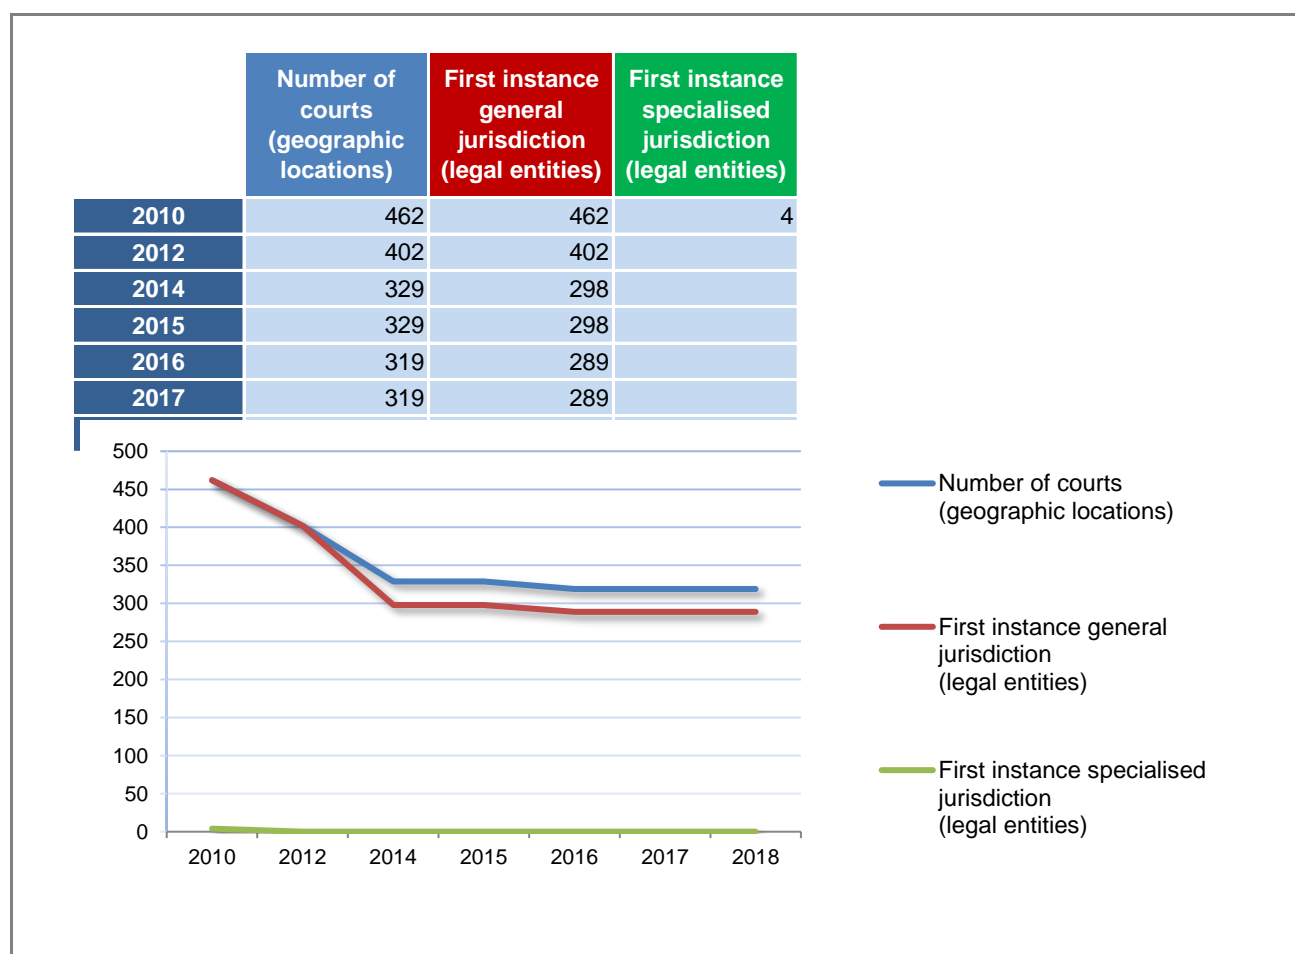 Number of
courts
(geographic
locations)
First instance
general
jurisdiction
(legal entities)
First instance
specialised
jurisdiction
(legal entities)
2010 462 462 4
2012 402 402
2014 329 298
2015 329 298
2016 319 289
2017 319 289
500
450
400
350
300
250
200
150
100
50
0
2010 2012 2014 2015 2016 2017 2018
Number of courts
(geographic locations)
First instance general
jurisdiction
(legal entities)
First instance specialised
jurisdiction
(legal entities)